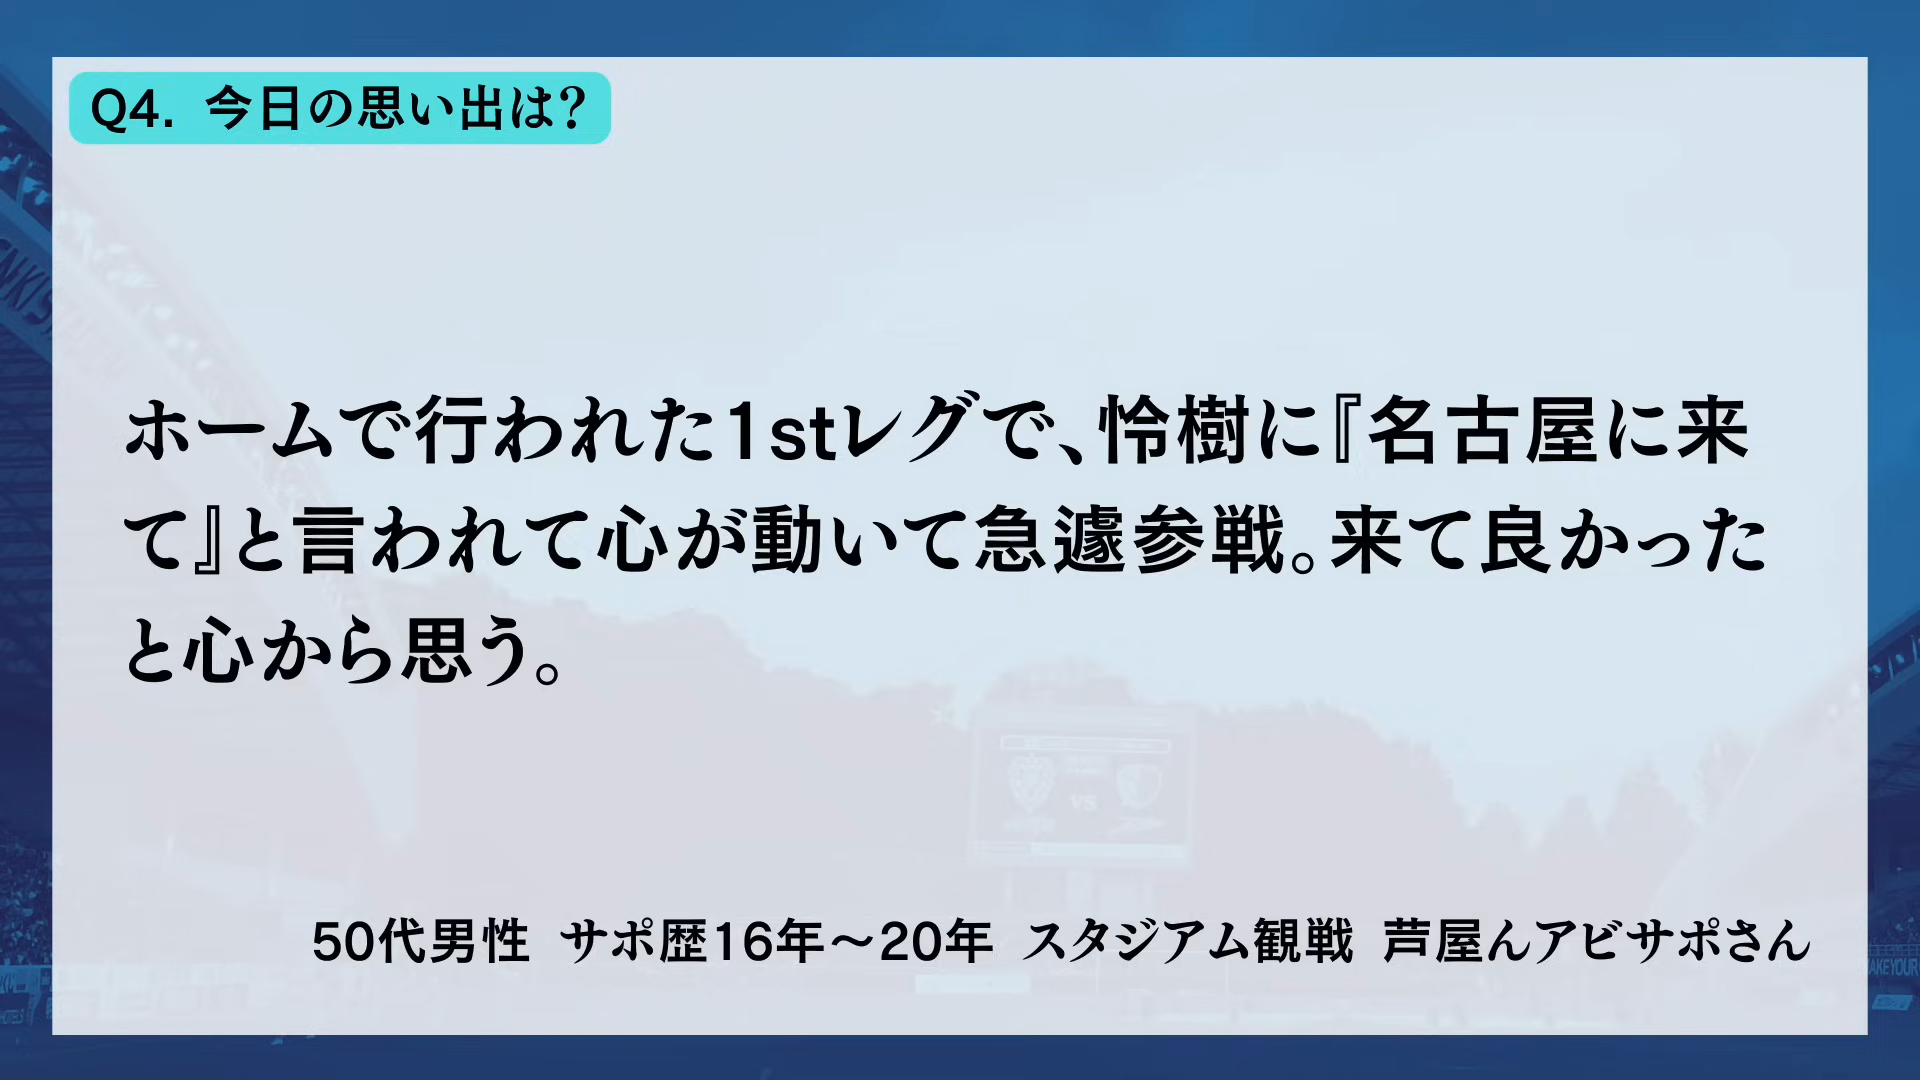 Q4. 今日の思い出は？
ホームで行われた1stレグで、怜樹に『名古屋に来
て』と言われて心が動いて急遽参戦。来て良かった
と心から思う。
VS
50代男性 サポ歴16年～20年 スタジアム観戦 芦屋んアビサポさん